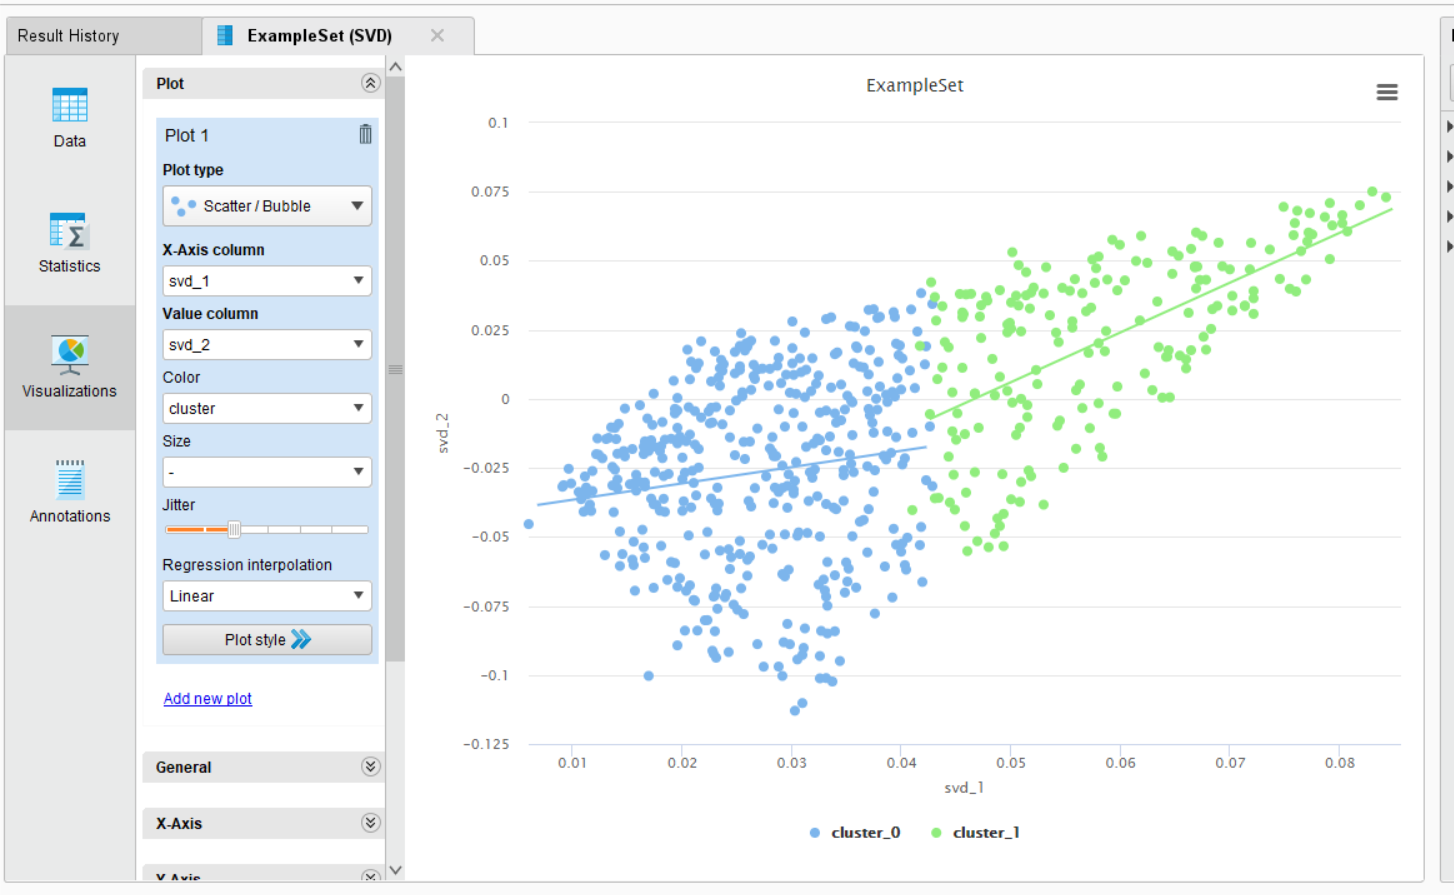 Result History
ExampleSet (SVD)
Data
Statistics
Visualizations
Annotations
Plot
Plot 1
Plot type
Scatter / Bubble
X-Axis column
svd_1
Value column
svd_2
Color
cluster
Size
-
Jitter
Regression interpolation
Linear
Plot style
Add new plot
General
X-Axis
Y Axis
ExampleSet
0.1
0.075
0.05
0.025
0
−0.025
−0.05
−0.075
−0.1
−0.125
svd_2
0.01 0.02 0.03 0.04 0.05 0.06 0.07 0.08
svd_1
cluster_0 cluster_1